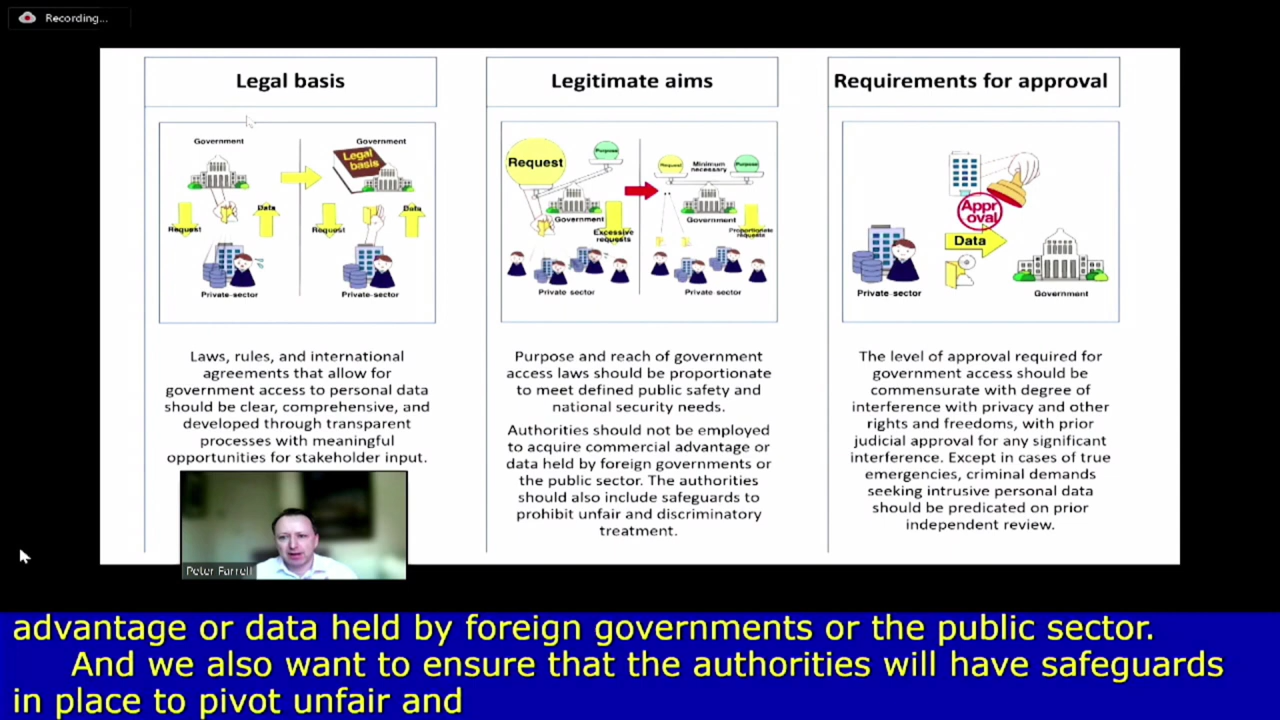 Recording...
Legal basis
Government
Government
Legal
basis
Request
Data
Request
Data
Private-sector
Private-sector
Laws, rules, and international
agreements that allow for
government access to personal data
should be clear, comprehensive, and
developed through transparent
processes with meaningful
opportunities for stakeholder input.
Legitimate aims
Request
Purpose
Request
Minimum
necessary
Purpose
Government
Government
Excessive
requests
Proportionate
requests
Private sector
Private sector
Purpose and reach of government
access laws should be proportionate
to meet defined public safety and
national security needs.
Authorities should not be employed
to acquire commercial advantage or
data held by foreign governments or
the public sector. The authorities
should also include safeguards to
prohibit unfair and discriminatory
treatment.
Requirements for approval
Appr
oval
Data
Private-sector
Government
The level of approval required for
government access should be
commensurate with degree of
interference with privacy and other
rights and freedoms, with prior
judicial approval for any significant
interference. Except in cases of true
emergencies, criminal demands
seeking intrusive personal data
should be predicated on prior
independent review.
Peter Farrell
advantage or data held by foreign governments or the public sector.
And we also want to ensure that the authorities will have safeguards
in place to pivot unfair and